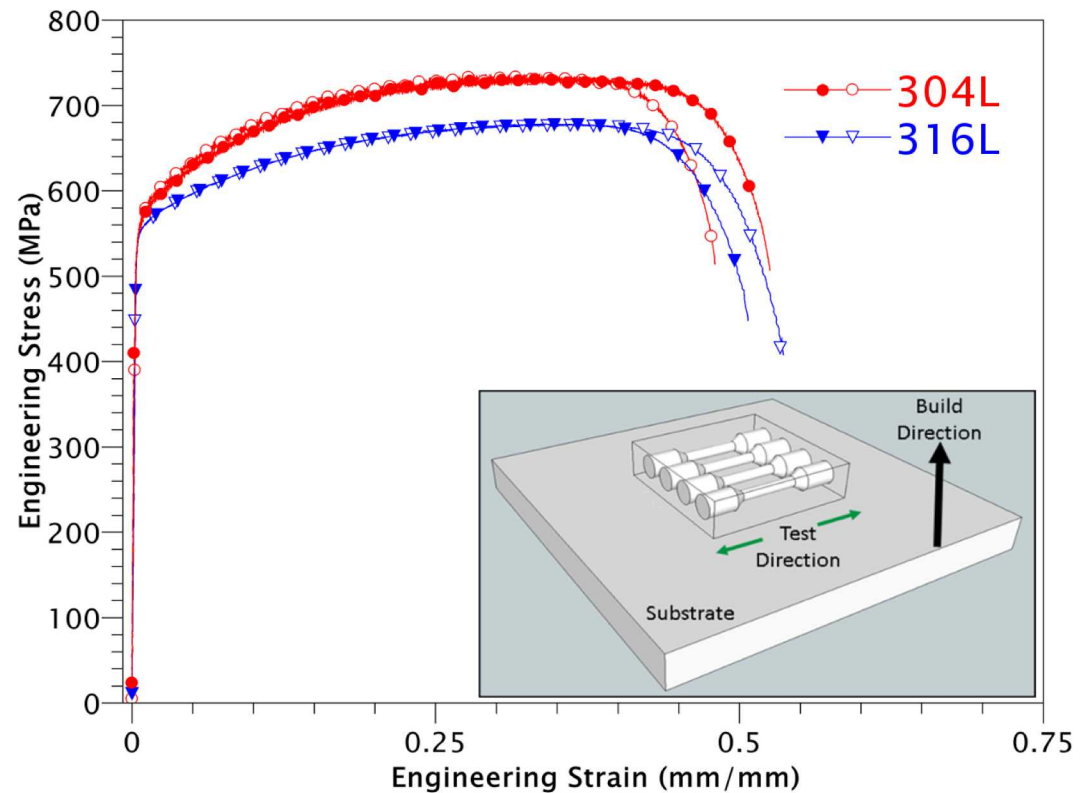 800
700
600
500
400
300
200
100
0
Engineering Stress (MPa)
304L
316L
Build
Direction
Test
Direction
Substrate
0
0.25
0.5
0.75
Engineering Strain (mm/mm)